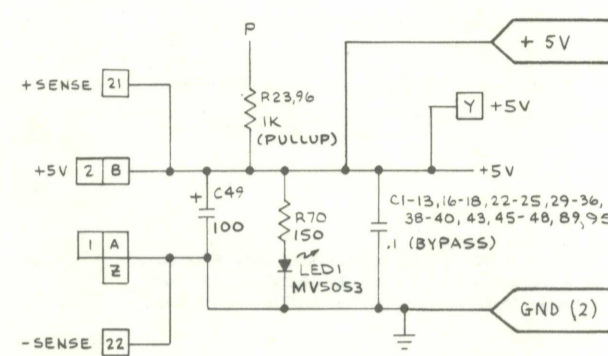 P
+ 5V
+SENSE 21
R23,96
1K
(PULLUP)
Y +5V
+5V 2 B
+5V
+ C49
100
R70
150
C1-13,16-18,22-25,29-36,
38-40,43,45-48,89,95
.1 (BYPASS)
1 A
Z
LED1
MV5053
GND (2)
-SENSE 22